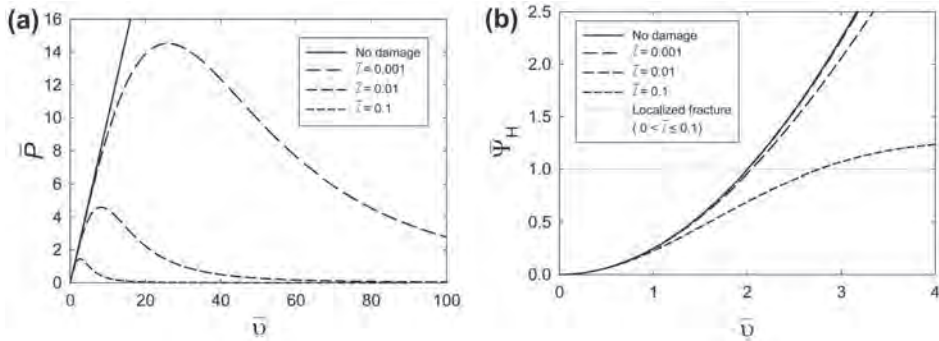 (a)
16
14
12
10
8
6
4
2
0
P̄
No damage
l̄ = 0.001
l̄ = 0.01
l̄ = 0.1
0 20 40 60 80 100
ῡ
(b)
2.5
2.0
1.5
1.0
0.5
0.0
Ψ̄H
No damage
l̄ = 0.001
l̄ = 0.01
l̄ = 0.1
Localized fracture
( 0 < l̄ ≤ 0.1)
0 1 2 3 4
ῡ